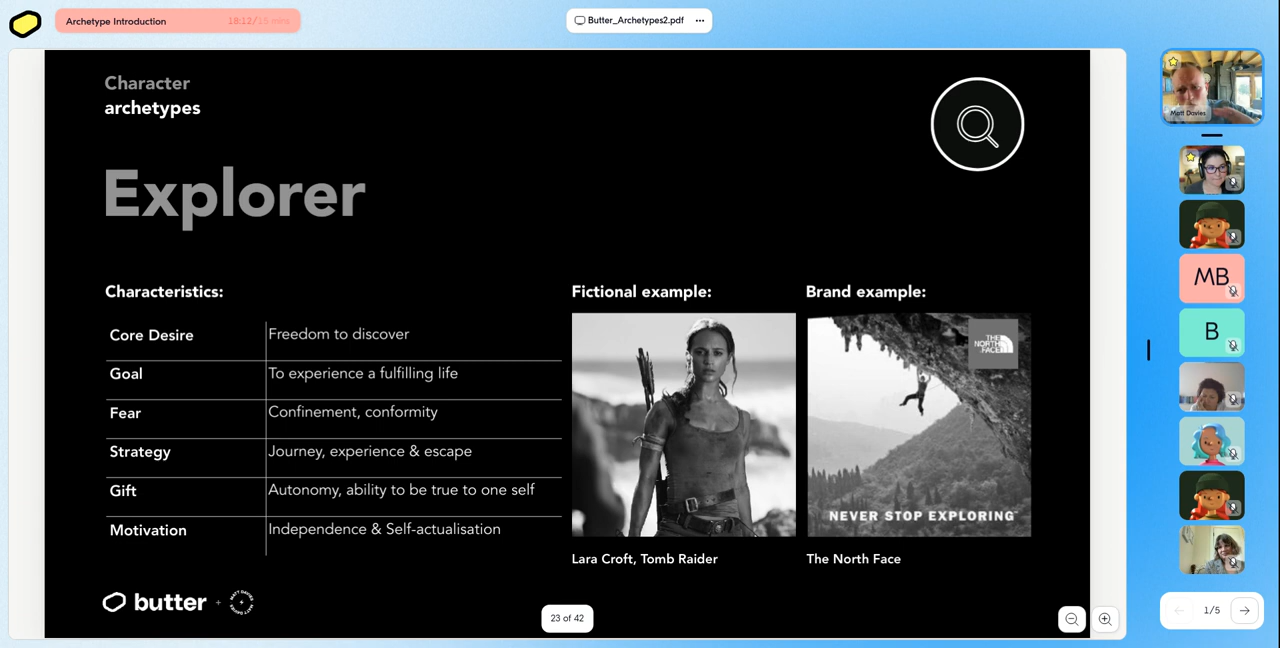 Archetype Introduction 18:12/15 mins
Butter_Archetypes2.pdf
Character
archetypes
Explorer
Characteristics:
Core Desire Freedom to discover
Goal To experience a fulfilling life
Fear Confinement, conformity
Strategy Journey, experience & escape
Gift Autonomy, ability to be true to one self
Motivation Independence & Self-actualisation
Fictional example:
Lara Croft, Tomb Raider
Brand example:
THE
NORTH
FACE
NEVER STOP EXPLORING™
The North Face
butter +
MATT DAVIES
23 of 42
Matt Davies
MB
B
1/5